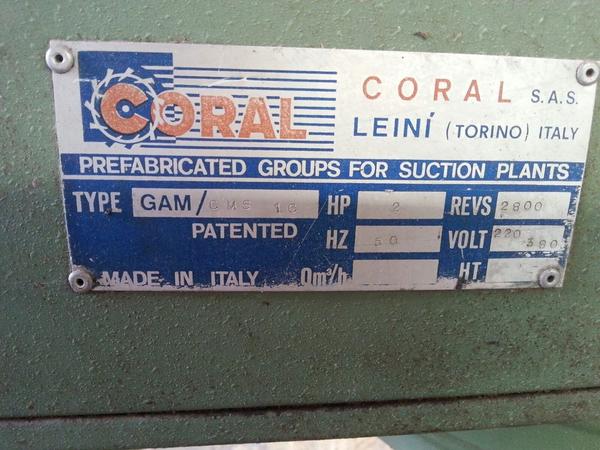 CORAL
CORAL S.A.S.
LEINÍ (TORINO) ITALY
PREFABRICATED GROUPS FOR SUCTION PLANTS
TYPE GAM/ 16 HP 2 REVS 2800
PATENTED HZ 50 VOLT 220 380
MADE IN ITALY Qm³/h HT